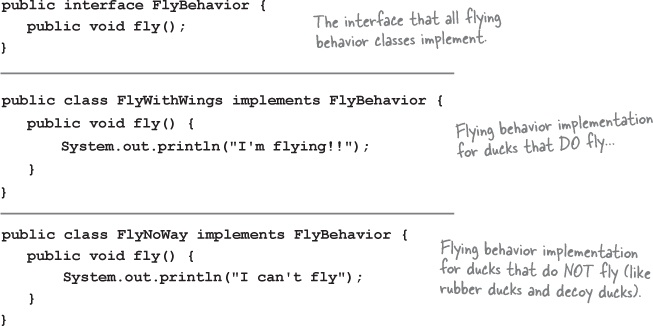 public interface FlyBehavior {
public void fly();
}
The interface that all flying
behavior classes implement.
public class FlyWithWings implements FlyBehavior {
public void fly() {
System.out.println("I'm flying!!");
}
}
Flying behavior implementation
for ducks that DO fly...
public class FlyNoWay implements FlyBehavior {
public void fly() {
System.out.println("I can't fly");
}
}
Flying behavior implementation
for ducks that do NOT fly (like
rubber ducks and decoy ducks).